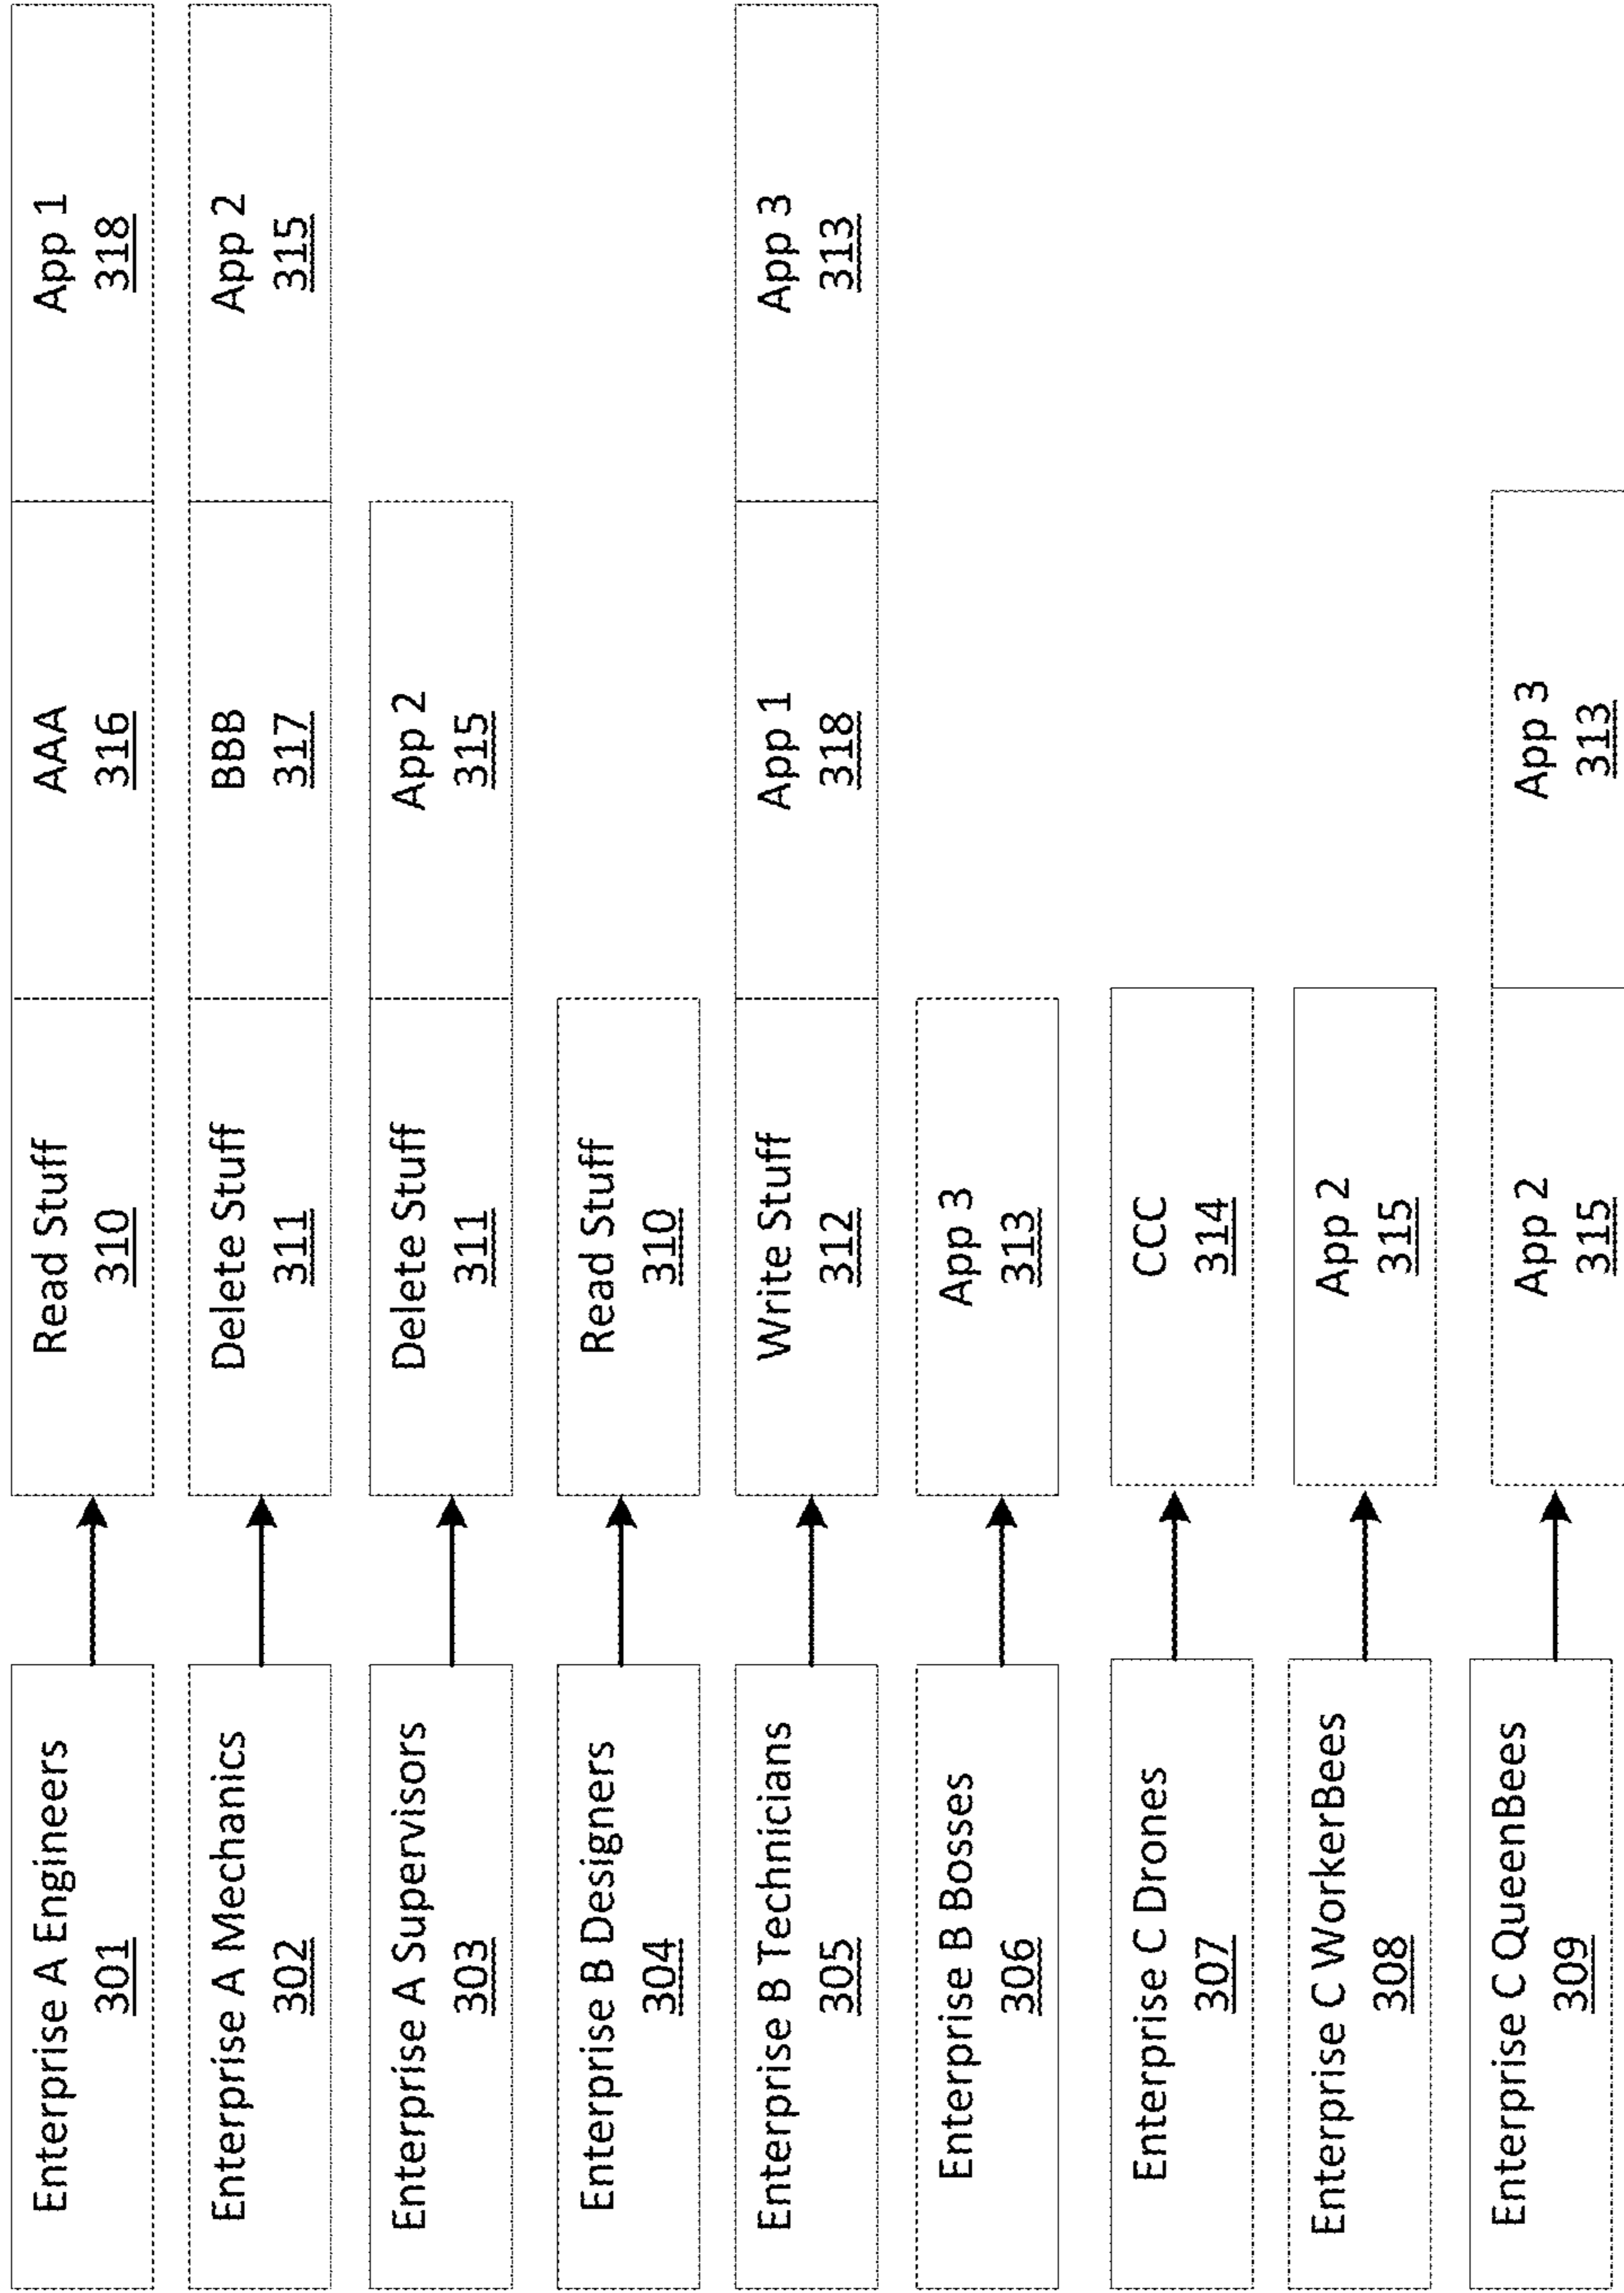 Enterprise A Engineers
301
Read Stuff
310
AAA
316
App 1
318
Enterprise A Mechanics
302
Delete Stuff
311
BBB
317
App 2
315
Enterprise A Supervisors
303
Delete Stuff
311
App 2
315
Enterprise B Designers
304
Read Stuff
310
Enterprise B Technicians
305
Write Stuff
312
App 1
318
App 3
313
Enterprise B Bosses
306
App 3
313
Enterprise C Drones
307
CCC
314
Enterprise C WorkerBees
308
App 2
315
Enterprise C QueenBees
309
App 2
315
App 3
313